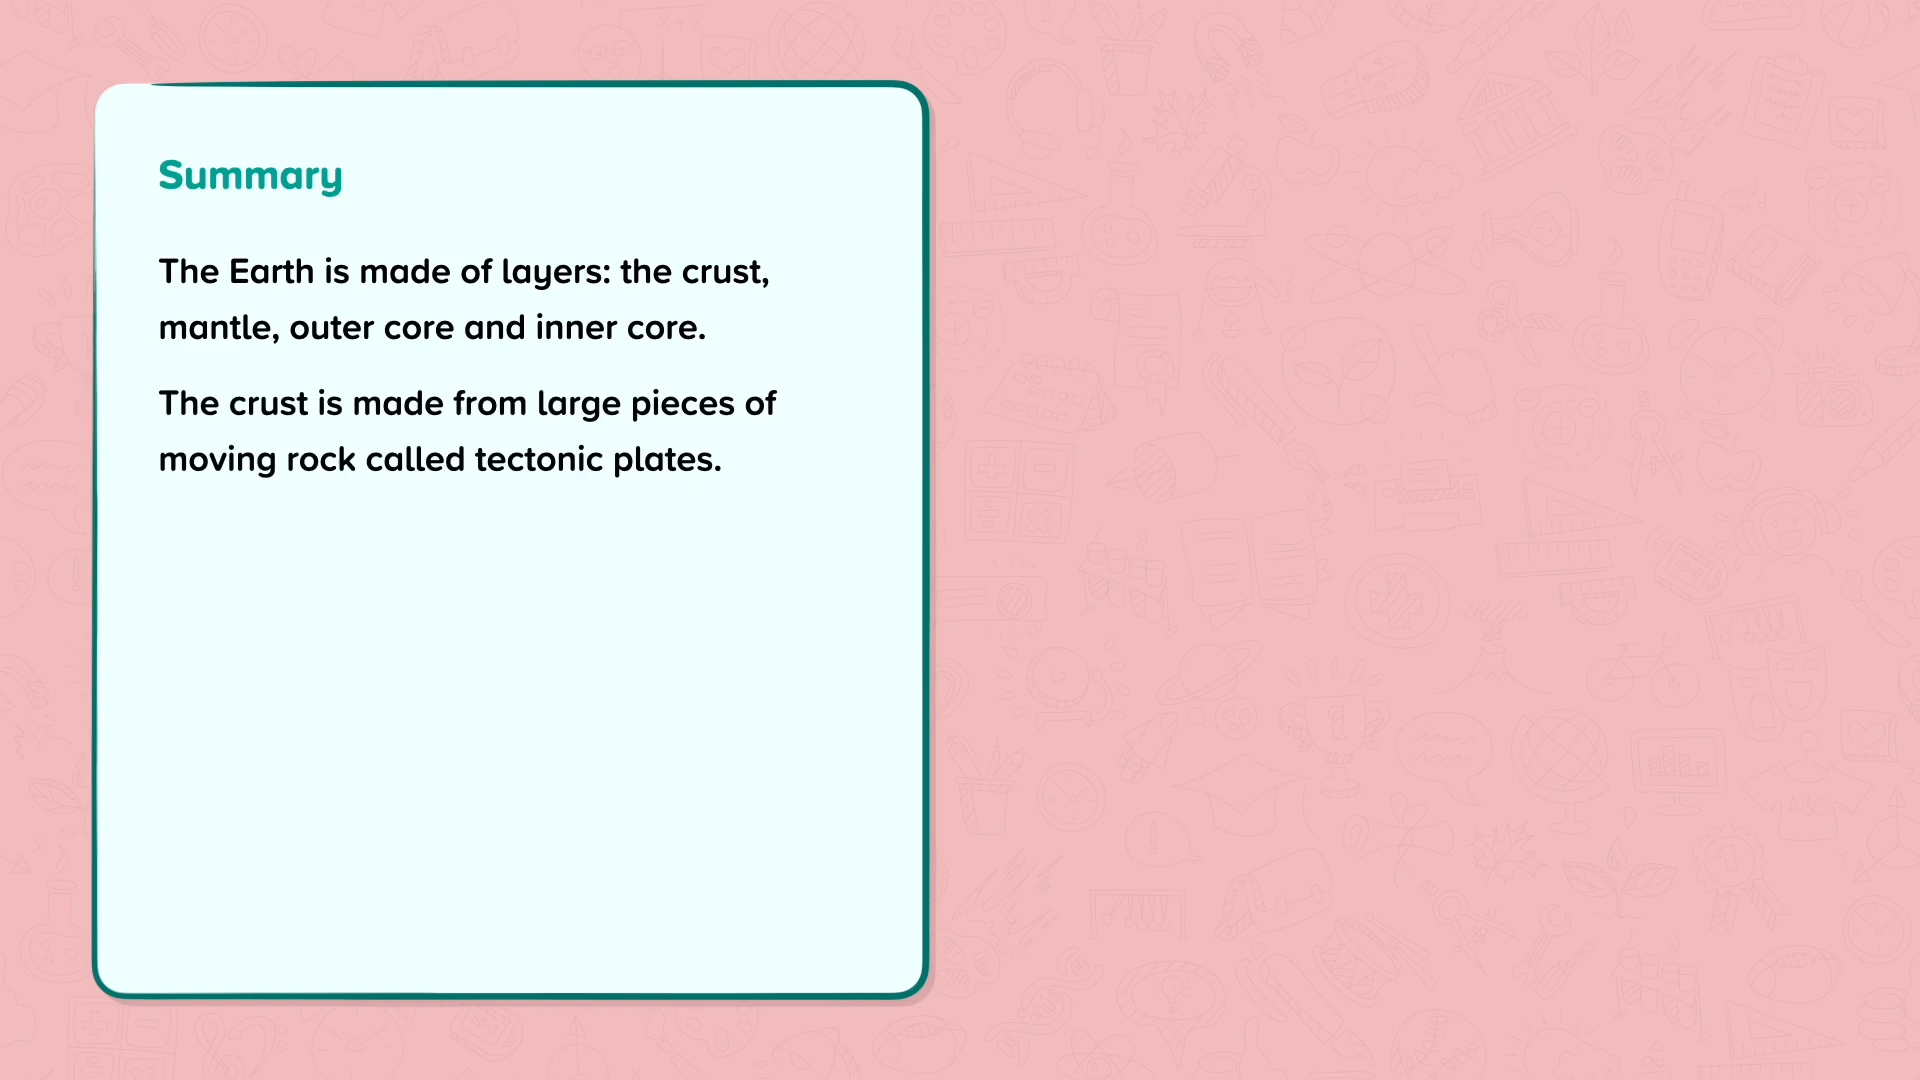 Summary
The Earth is made of layers: the crust,
mantle, outer core and inner core.
The crust is made from large pieces of
moving rock called tectonic plates.